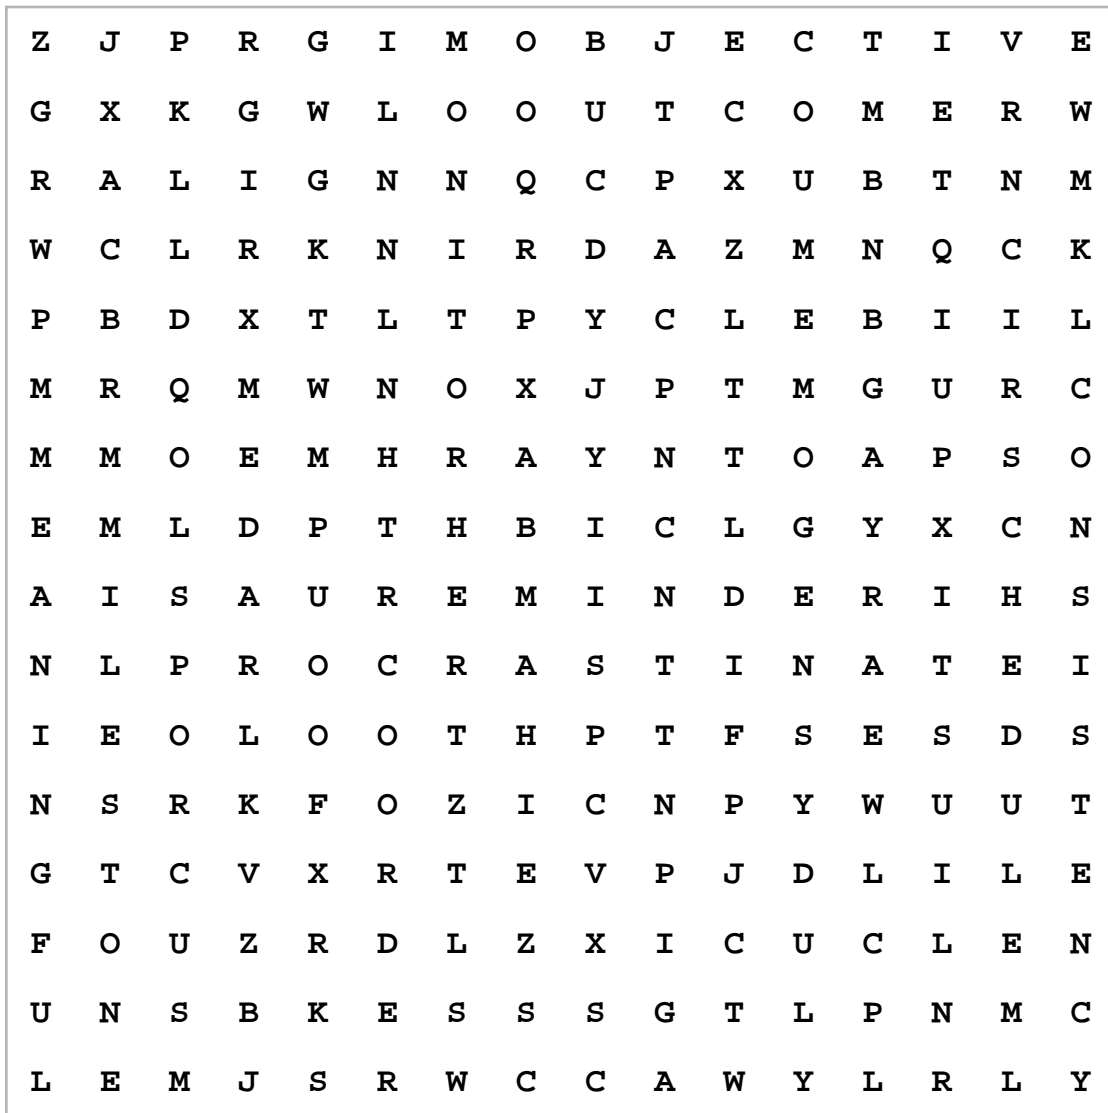 Z J P R G I M O B J E C T I V E
G X K G W L O O U T C O M E R W
R A L I G N N Q C P X U B T N M
W C L R K N I R D A Z M N Q C K
P B D X T L T P Y C L E B I I L
M R Q M W N O X J P T M G U R C
M M O E M H R A Y N T O A P S O
E M L D P T H B I C L G Y X C N
A I S A U R E M I N D E R I H S
N L P R O C R A S T I N A T E I
I E O L O O T H P T F S E S D S
N S R K F O Z I C N P Y W U U T
G T C V X R T E V P J D L I L E
F O U Z R D L Z X I C U C L E N
U N S B K E S S S G T L P N M C
L E M J S R W C C A W Y L R L Y